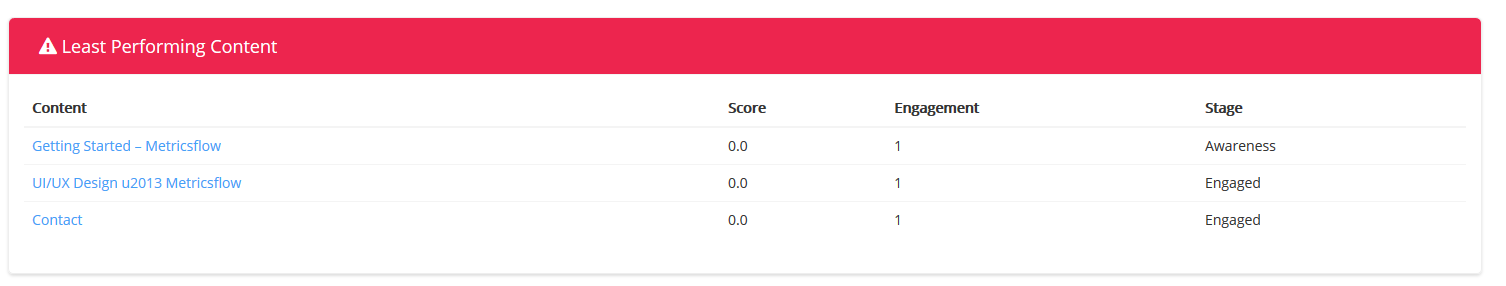 Least Performing Content
Content Score Engagement Stage
Getting Started – Metricsflow 0.0 1 Awareness
UI/UX Design u2013 Metricsflow 0.0 1 Engaged
Contact 0.0 1 Engaged